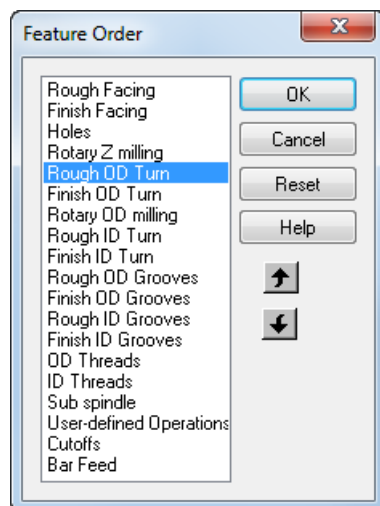 Feature Order
Rough Facing
Finish Facing
Holes
Rotary Z milling
Rough OD Turn
Finish OD Turn
Rotary OD milling
Rough ID Turn
Finish ID Turn
Rough OD Grooves
Finish OD Grooves
Rough ID Grooves
Finish ID Grooves
OD Threads
ID Threads
Sub spindle
User-defined Operations
Cutoffs
Bar Feed
OK
Cancel
Reset
Help